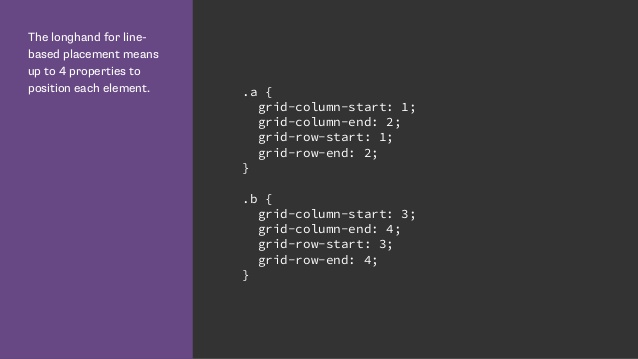 The longhand for line-
based placement means
up to 4 properties to
position each element.
.a {
  grid-column-start: 1;
  grid-column-end: 2;
  grid-row-start: 1;
  grid-row-end: 2;
}
.b {
  grid-column-start: 3;
  grid-column-end: 4;
  grid-row-start: 3;
  grid-row-end: 4;
}